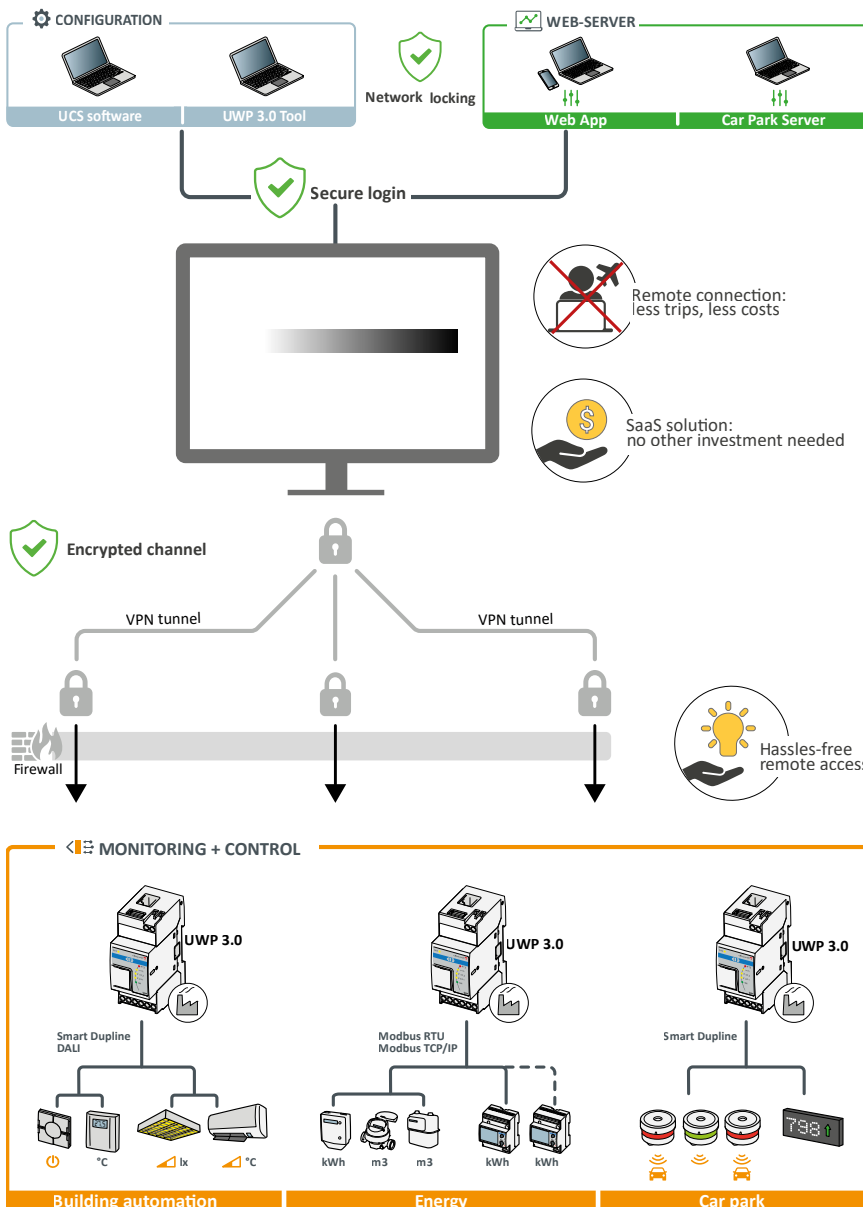 CONFIGURATION
WEB-SERVER
Network locking
UCS software
UWP 3.0 Tool
Web App
Car Park Server
Secure login
Remote connection:
less trips, less costs
$
SaaS solution:
no other investment needed
Encrypted channel
VPN tunnel
VPN tunnel
Firewall
Hassles-free
remote access
MONITORING + CONTROL
UWP 3.0
UWP 3.0
UWP 3.0
Smart Dupline
DALI
Modbus RTU
Modbus TCP/IP
Smart Dupline
798
°C
lx
°C
kWh
m3
m3
kWh
kWh
Building automation
Energy
Car park